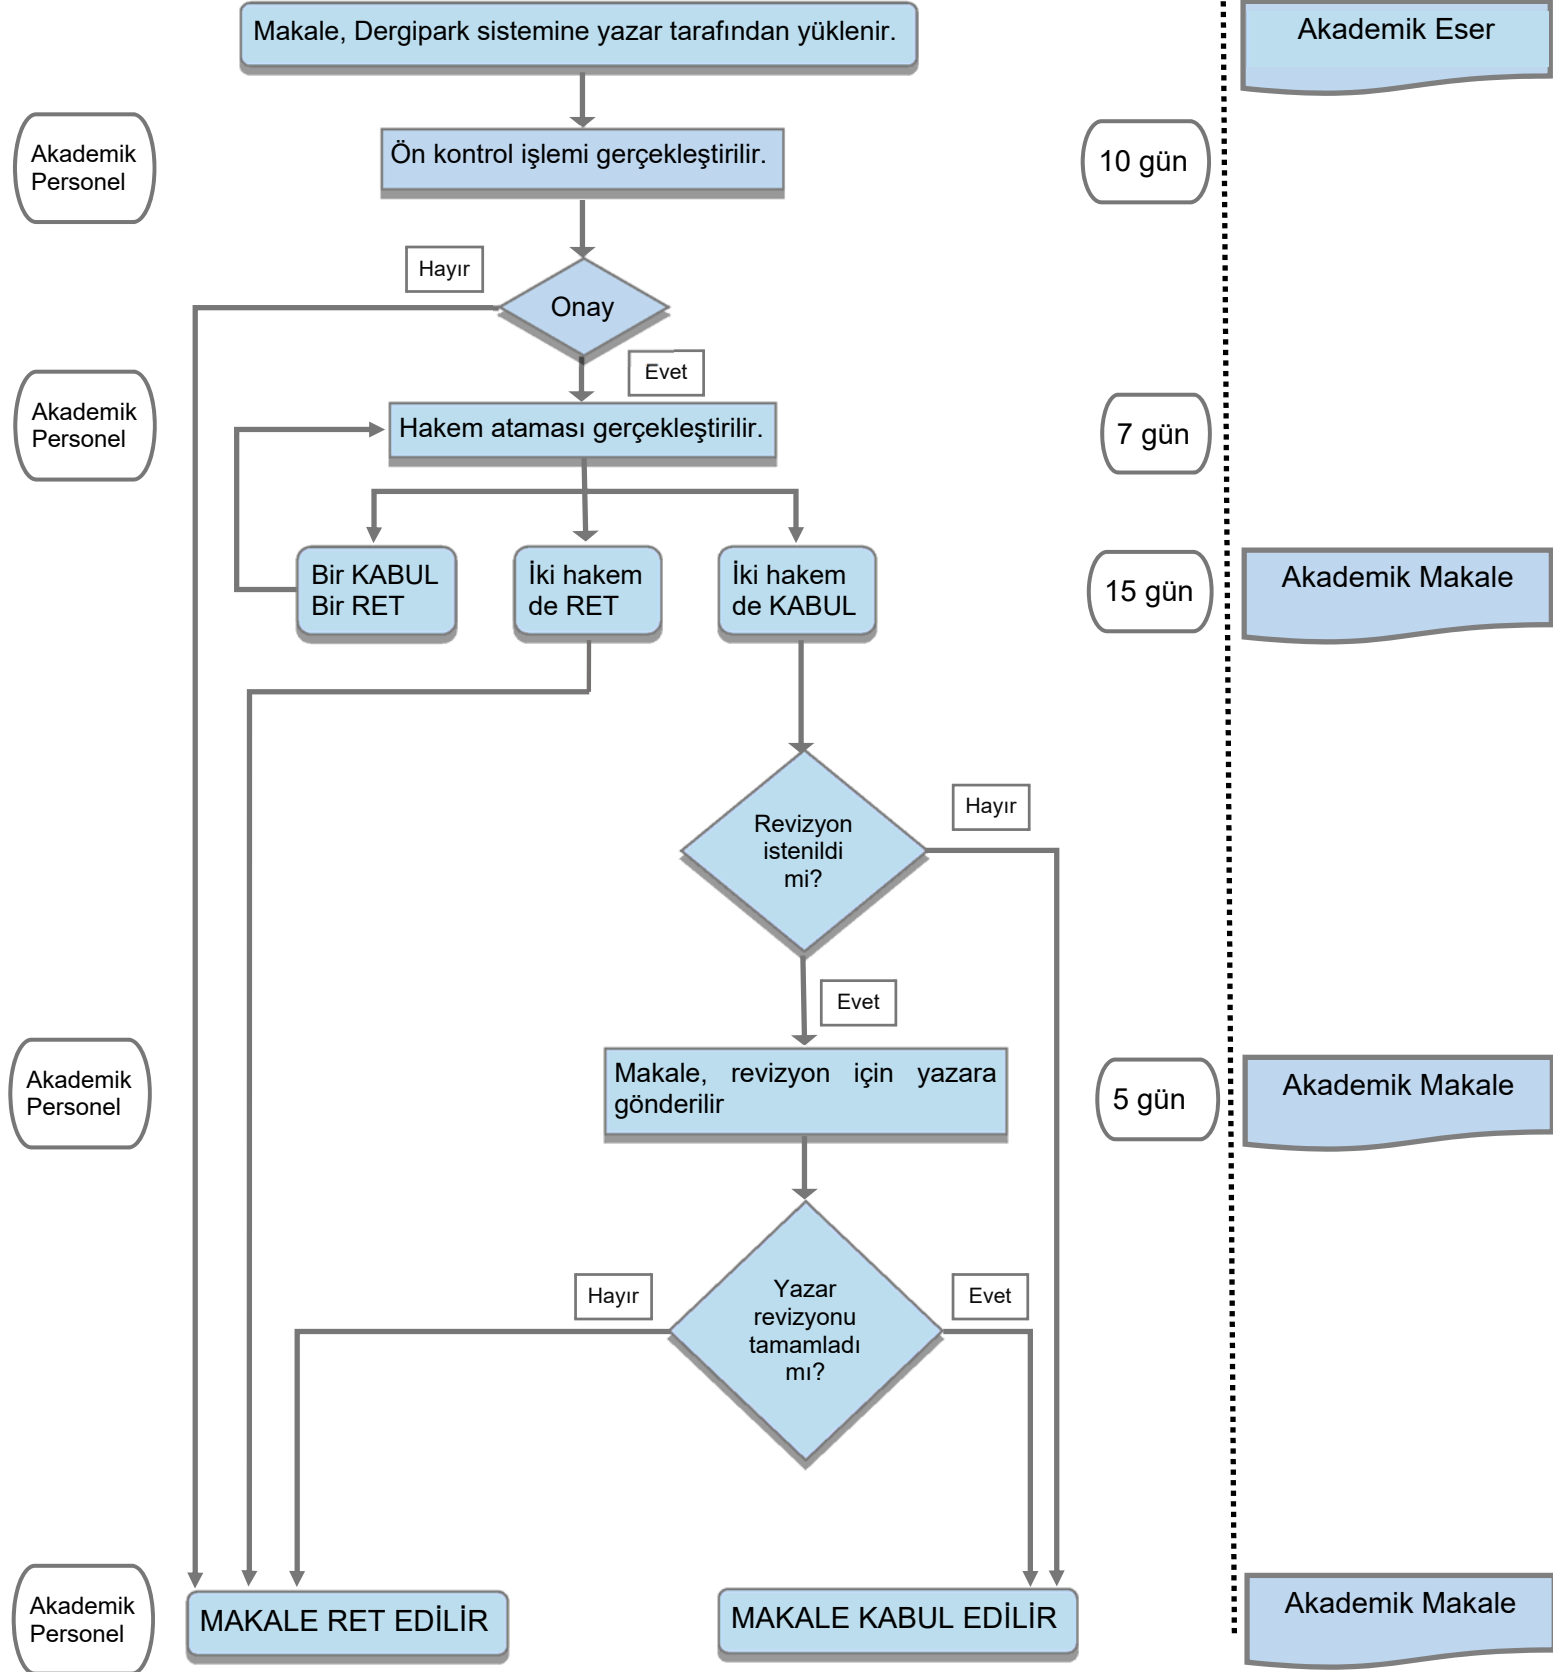 Makale, Dergipark sistemine yazar tarafından yüklenir.
Akademik Eser
Akademik
Personel
Ön kontrol işlemi gerçekleştirilir.
10 gün
Hayır
Onay
Evet
Akademik
Personel
Hakem ataması gerçekleştirilir.
7 gün
Bir KABUL
Bir RET
İki hakem
de RET
İki hakem
de KABUL
15 gün
Akademik Makale
Revizyon
istenildi
mi?
Hayır
Evet
Akademik
Personel
Makale, revizyon için yazara
gönderilir
5 gün
Akademik Makale
Hayır
Yazar
revizyonu
tamamladı
mı?
Evet
Akademik
Personel
MAKALE RET EDİLİR
MAKALE KABUL EDİLİR
Akademik Makale